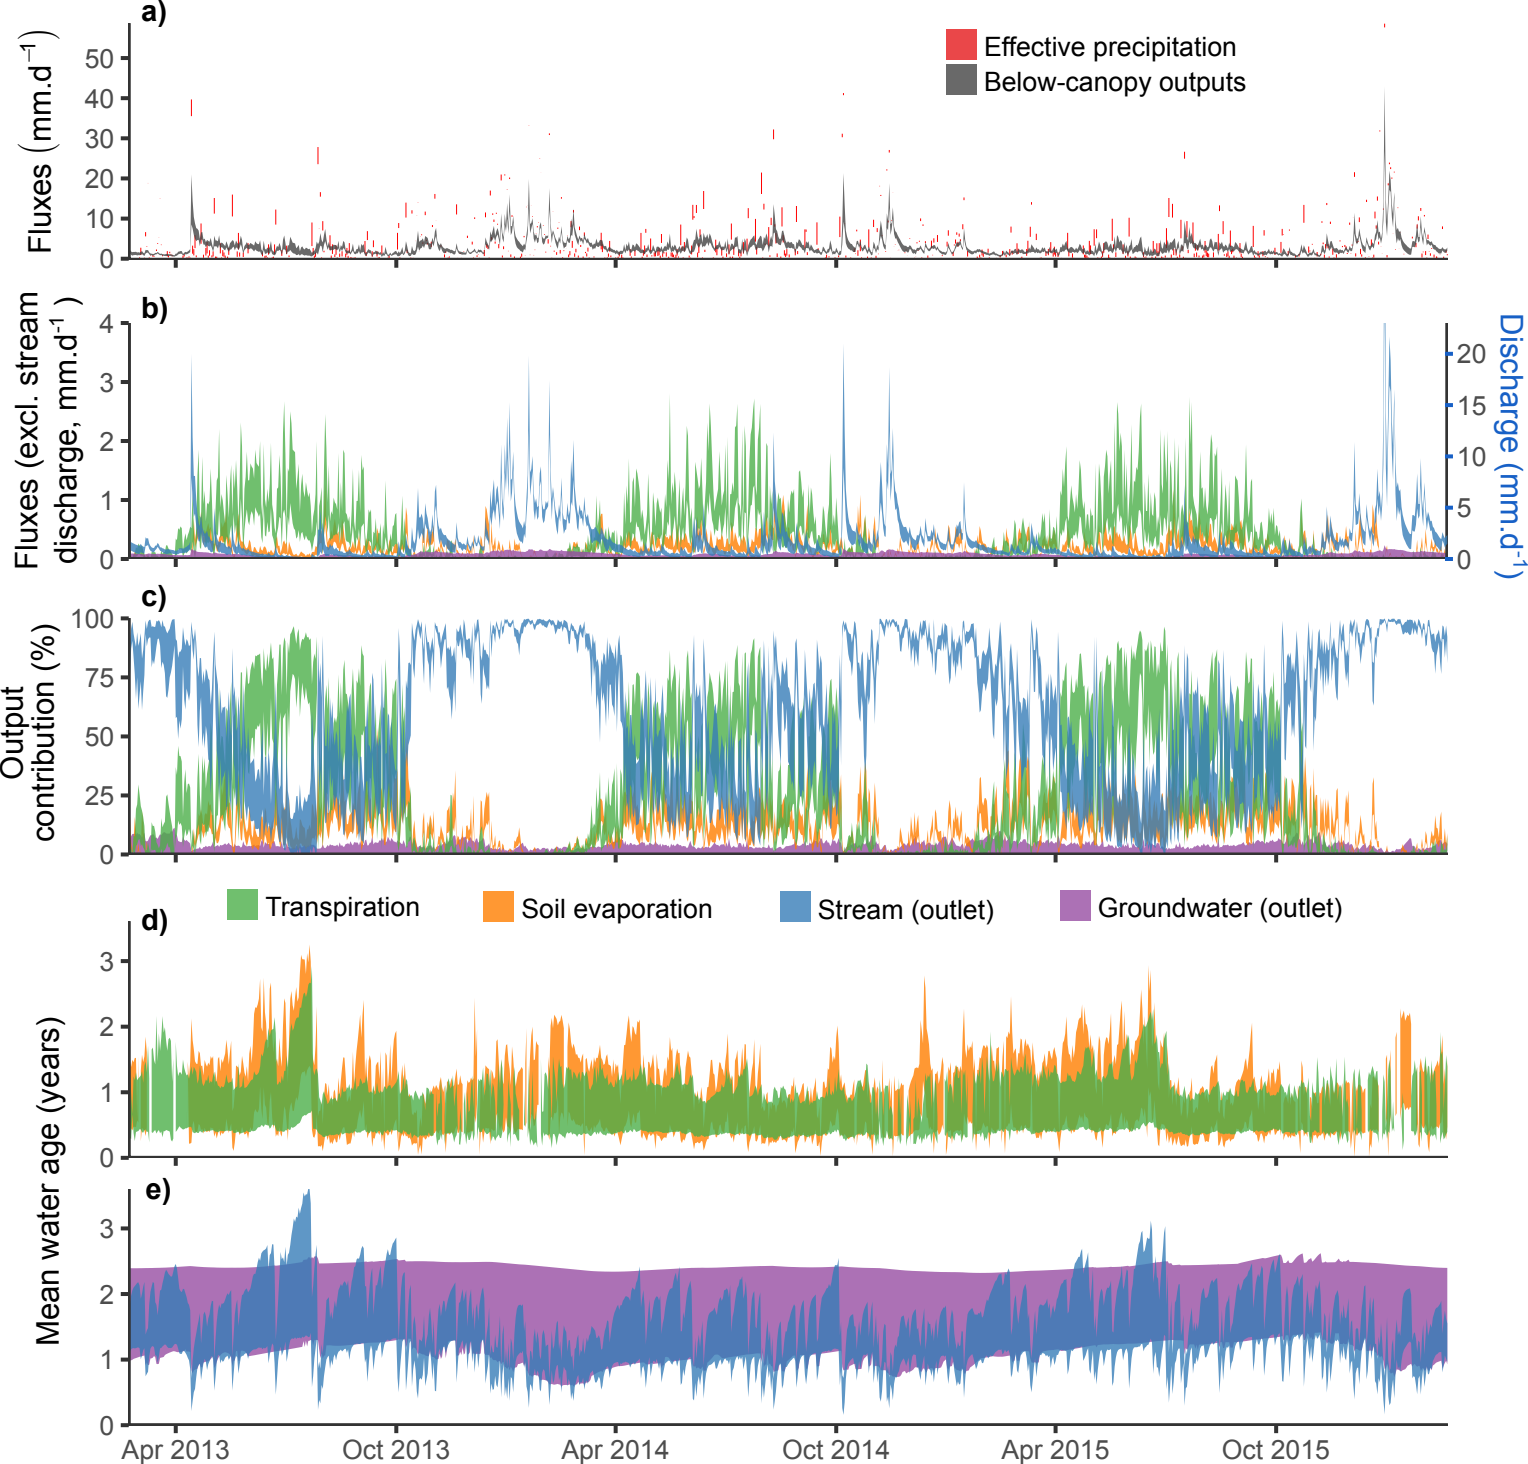 a)
Fluxes (mm.d⁻¹)
50
40
30
20
10
0
Effective precipitation
Below-canopy outputs
b)
Fluxes (excl. stream
discharge, mm.d⁻¹ )
4
3
2
1
0
20
15
10
5
0
Discharge (mm.d⁻¹)
c)
Output
contribution (%)
100
75
50
25
0
Transpiration
Soil evaporation
Stream (outlet)
Groundwater (outlet)
d)
Mean water age (years)
3
2
1
0
e)
3
2
1
0
Apr 2013
Oct 2013
Apr 2014
Oct 2014
Apr 2015
Oct 2015